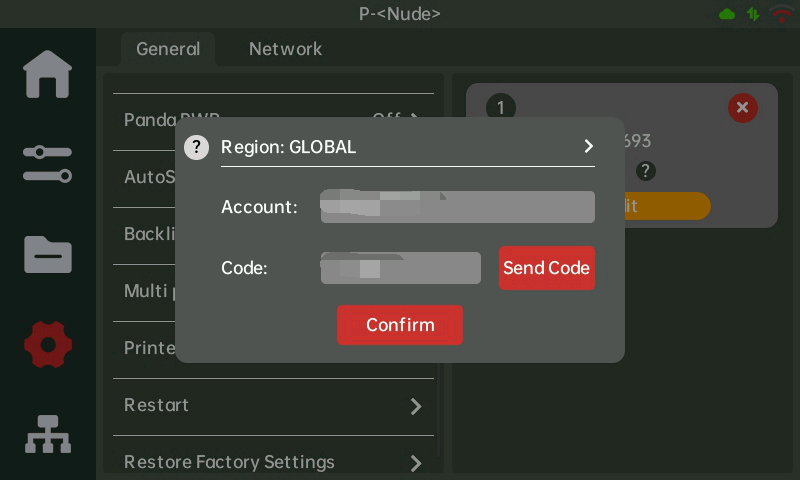 P-<Nude>
General Network
Panda PWR Off >
AutoS
Backli
Multi p
Printe
Restart >
Restore Factory Settings >
1
693
?
dit
? Region: GLOBAL >
Account:
Code: Send Code
Confirm